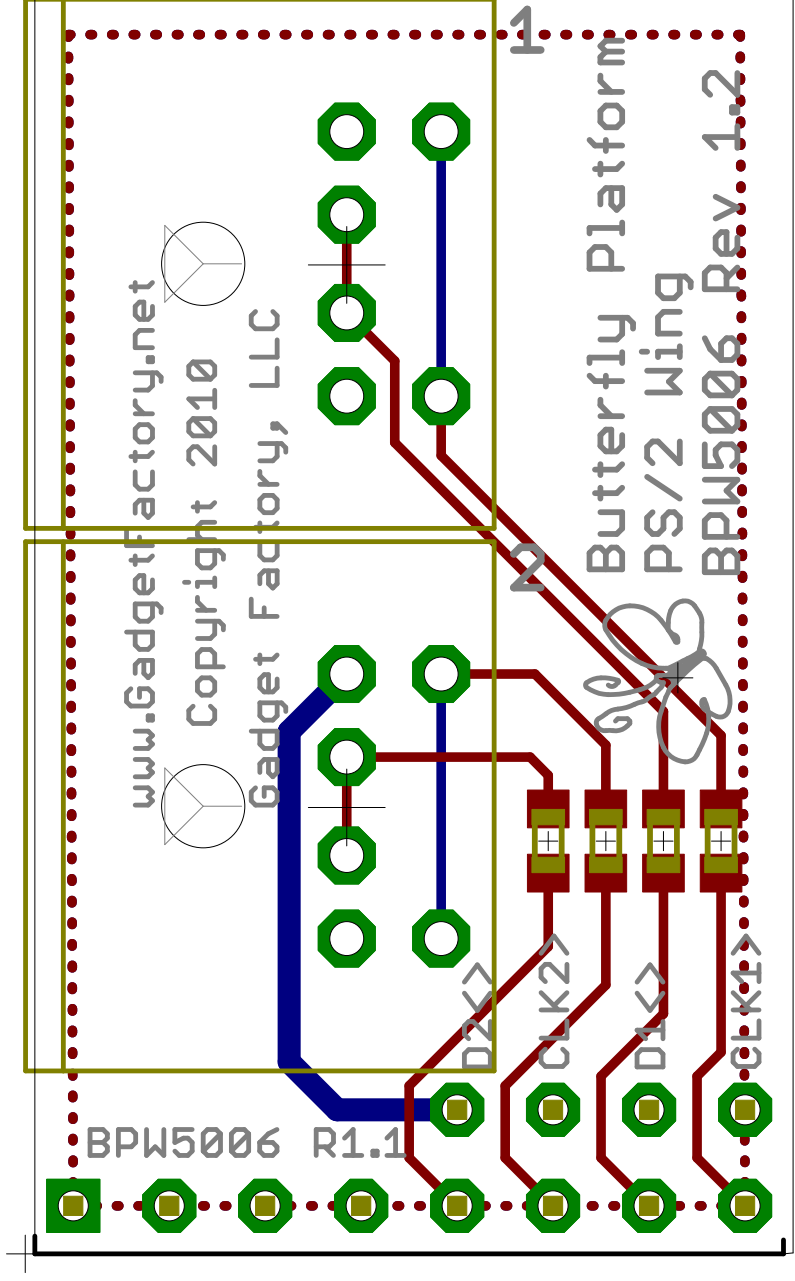 1
Butterfly Platform
PS/2 Wing
BPW5006 Rev 1.2
www.GadgetFactory.net
Copyright 2010
Gadget Factory, LLC
2
D2<>
CLK2>
D1<>
CLK1>
BPW5006 R1.1